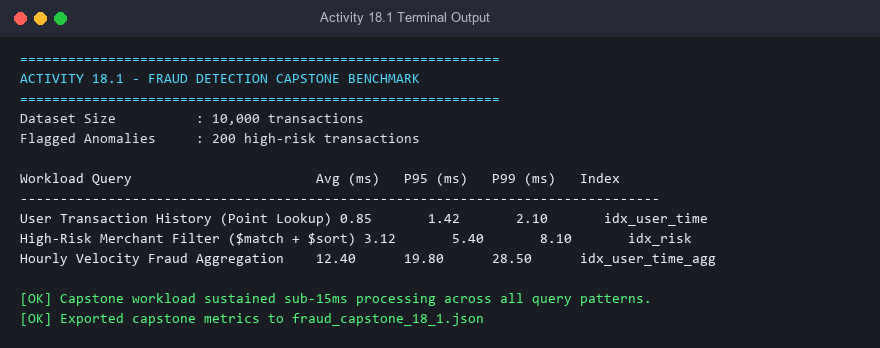 Activity 18.1 Terminal Output
============================================================
ACTIVITY 18.1 - FRAUD DETECTION CAPSTONE BENCHMARK
============================================================
Dataset Size          : 10,000 transactions
Flagged Anomalies     : 200 high-risk transactions
Workload Query                       Avg (ms)   P95 (ms)   P99 (ms)   Index
--------------------------------------------------------------------------------
User Transaction History (Point Lookup) 0.85       1.42       2.10       idx_user_time
High-Risk Merchant Filter ($match + $sort) 3.12       5.40       8.10       idx_risk
Hourly Velocity Fraud Aggregation    12.40      19.80      28.50      idx_user_time_agg
[OK] Capstone workload sustained sub-15ms processing across all query patterns.
[OK] Exported capstone metrics to fraud_capstone_18_1.json